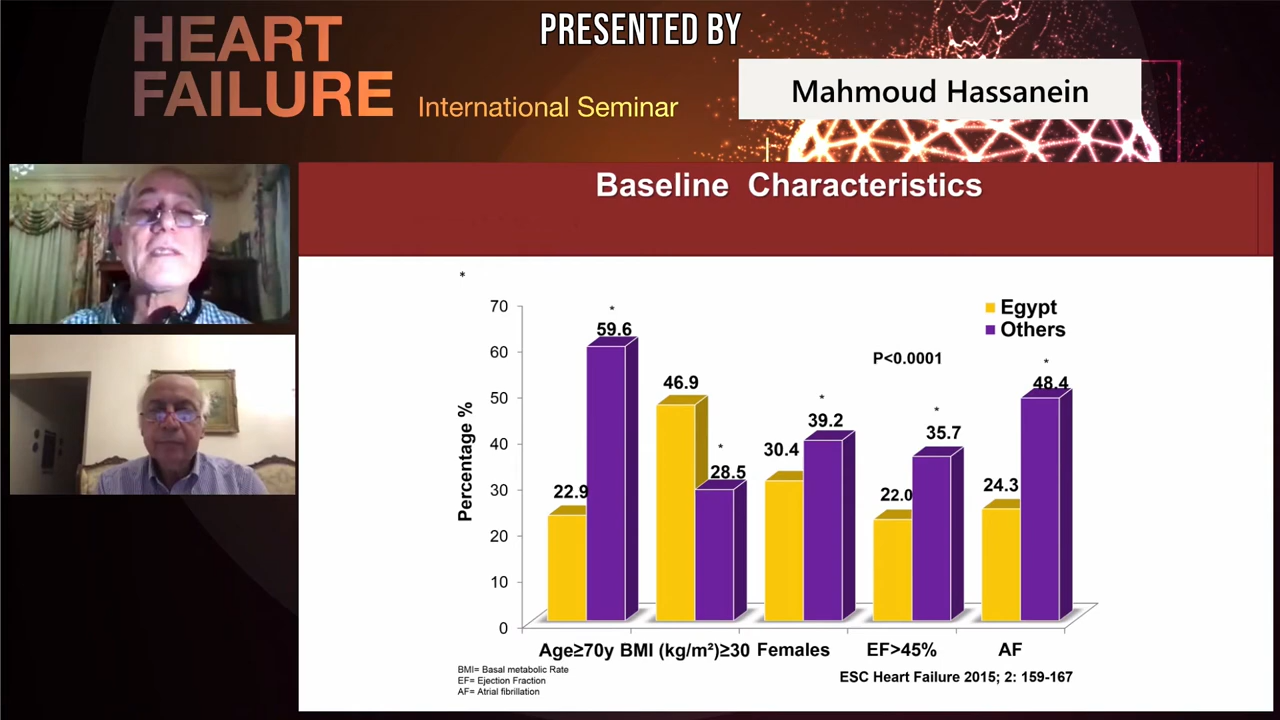 HEART
FAILURE
International Seminar
PRESENTED BY
Mahmoud Hassanein
Baseline Characteristics
*
Percentage %
70
60
50
40
30
20
10
0
Egypt
Others
P<0.0001
22.9
*
59.6
46.9
*
28.5
30.4
*
39.2
22.0
*
35.7
24.3
*
48.4
Age≥70y
BMI (kg/m²)≥30
Females
EF>45%
AF
BMI= Basal metabolic Rate
EF= Ejection Fraction
AF= Atrial fibrillation
ESC Heart Failure 2015; 2: 159-167